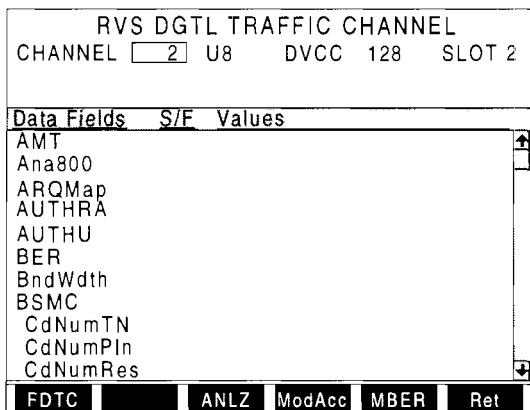 RVS DGTL TRAFFIC CHANNEL
CHANNEL 2 U8 DVCC 128 SLOT 2
Data Fields S/F Values
AMT
Ana800
ARQMap
AUTHRA
AUTHU
BER
BndWdth
BSMC
CdNumTN
CdNumPln
CdNumRes
FDTC ANLZ ModAcc MBER Ret